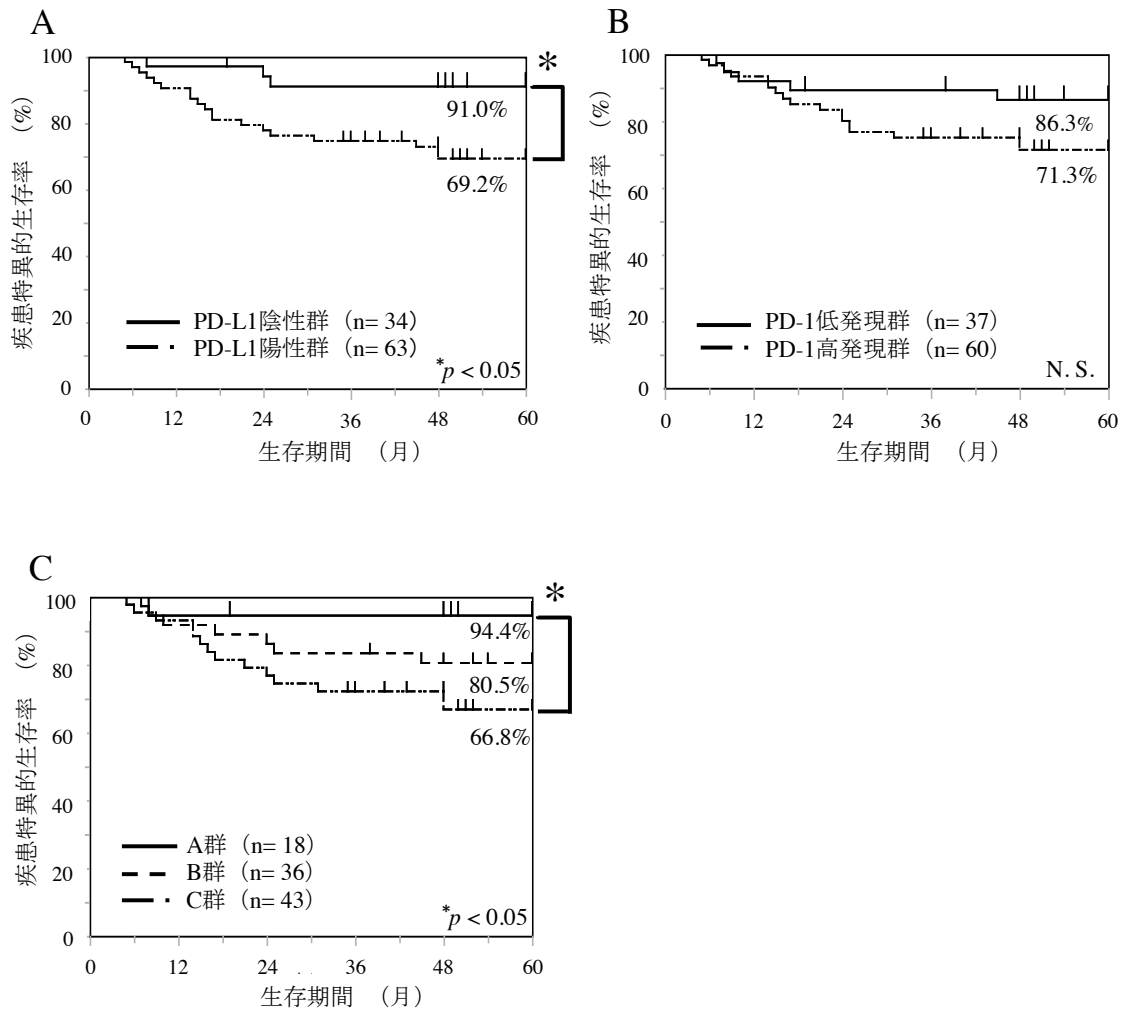 A
100
80
60
40
20
0
疾患特異的生存率 (%)
*
91.0%
69.2%
PD-L1陰性群 (n= 34)
PD-L1陽性群 (n= 63)
*p < 0.05
0 12 24 36 48 60
生存期間 (月)
B
100
80
60
40
20
0
疾患特異的生存率 (%)
86.3%
71.3%
PD-1低発現群 (n= 37)
PD-1高発現群 (n= 60)
N. S.
0 12 24 36 48 60
生存期間 (月)
C
100
80
60
40
20
0
疾患特異的生存率 (%)
*
94.4%
80.5%
66.8%
A群 (n= 18)
B群 (n= 36)
C群 (n= 43)
*p < 0.05
0 12 24 36 48 60
生存期間 (月)